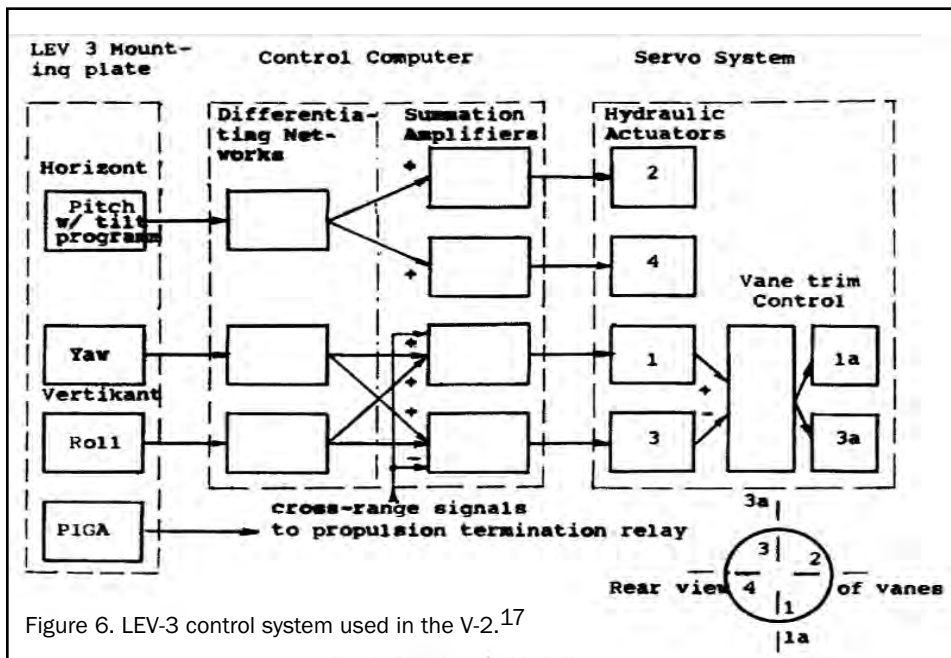 LEV 3 Mount-
ing plate
Control Computer
Servo System
Differentia-
ting Net-
works
Summation
Amplifiers
Hydraulic
Actuators
Horizont
Pitch
w/ tilt
programm
+
+
2
4
Vane trim
Control
Yaw
Vertikant
Roll
PIGA
+
+
+
-
1
3
+
-
1a
3a
cross-range signals
to propulsion termination relay
3a
3
2
4
1
1a
Rear view of vanes
Figure 6. LEV-3 control system used in the V-2.17